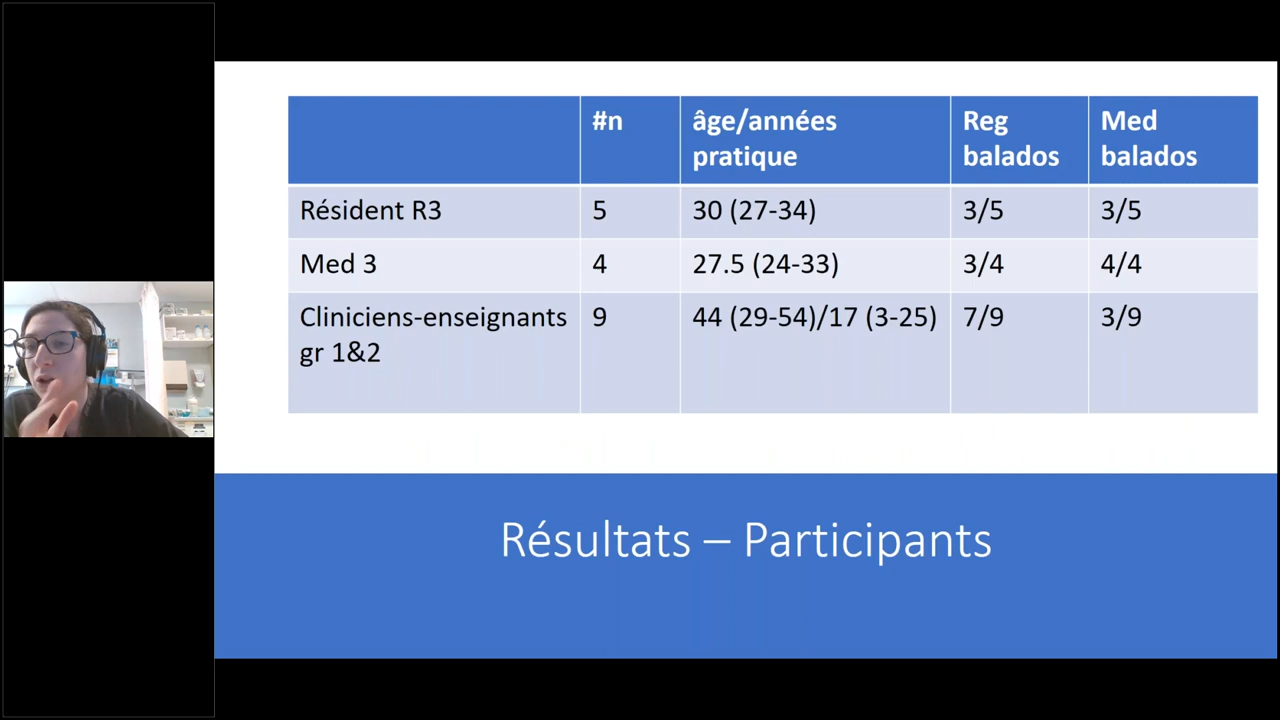 #n
âge/années
pratique
Reg
balados
Med
balados
Résident R3
5
30 (27-34)
3/5
3/5
Med 3
4
27.5 (24-33)
3/4
4/4
Cliniciens-enseignants
gr 1&2
9
44 (29-54)/17 (3-25)
7/9
3/9
Résultats – Participants